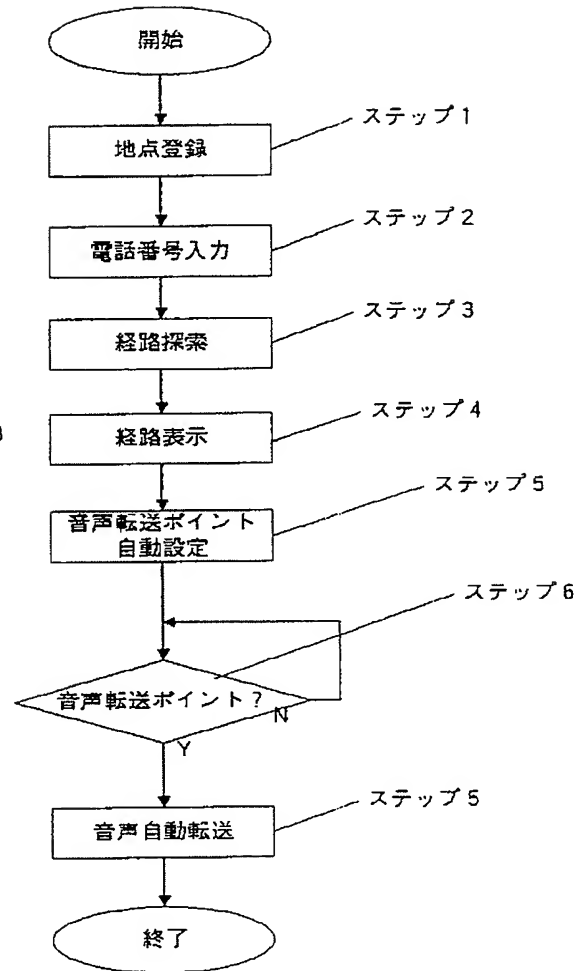 開始
地点登録
ステップ1
電話番号入力
ステップ2
経路探索
ステップ3
経路表示
ステップ4
音声転送ポイント
自動設定
ステップ5
音声転送ポイント?
ステップ6
N
Y
音声自動転送
ステップ5
終了